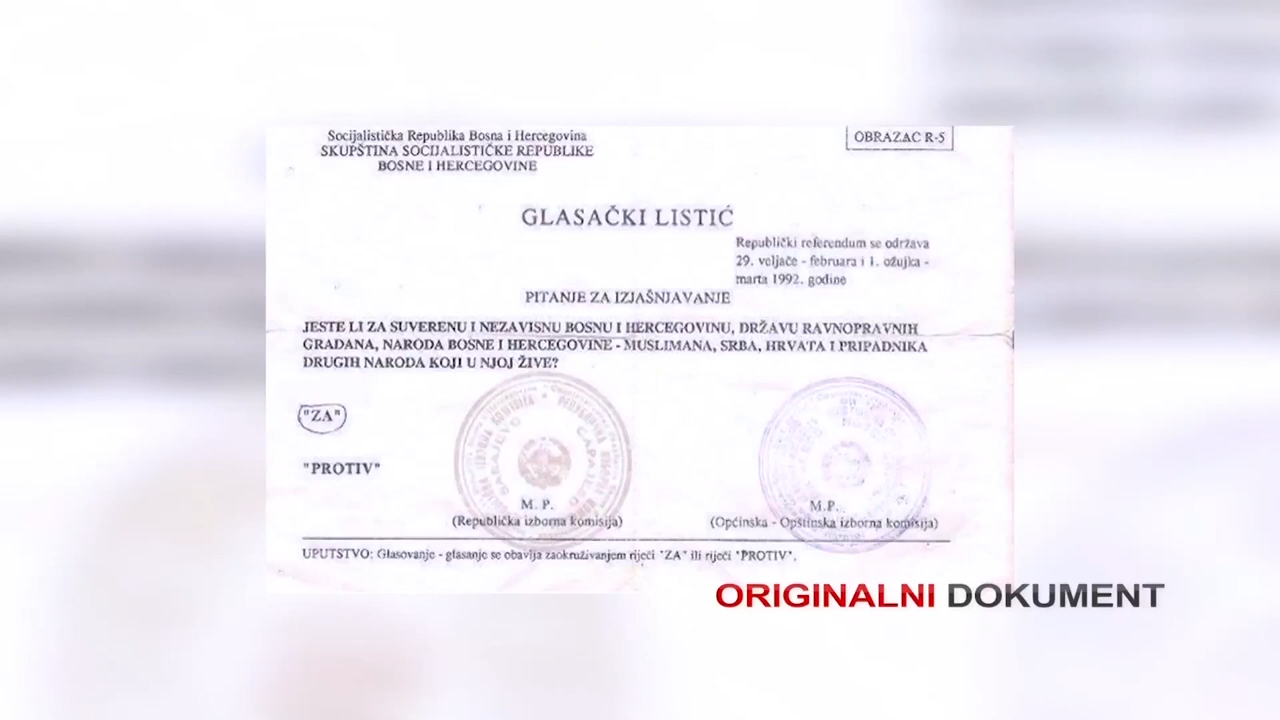 Socijalistička Republika Bosna i Hercegovina
SKUPŠTINA SOCIJALISTIČKE REPUBLIKE
BOSNE I HERCEGOVINE
OBRAZAC R-5
GLASAČKI LISTIĆ
Republički referendum se održava
29. veljače - februara i 1. ožujka -
marta 1992. godine
PITANJE ZA IZJAŠNJAVANJE
JESTE LI ZA SUVERENU I NEZAVISNU BOSNU I HERCEGOVINU, DRŽAVU RAVNOPRAVNIH
GRAĐANA, NARODA BOSNE I HERCEGOVINE - MUSLIMANA, SRBA, HRVATA I PRIPADNIKA
DRUGIH NARODA KOJI U NJOJ ŽIVE?
"ZA"
"PROTIV"
SARAJEVO
M. P.
(Republička izborna komisija)
M.P.
(Općinska - Opštinska izborna komisija)
UPUTSTVO: Glasovanje - glasanje se obavlja zaokruživanjem riječi "ZA" ili riječi "PROTIV".
ORIGINALNI DOKUMENT